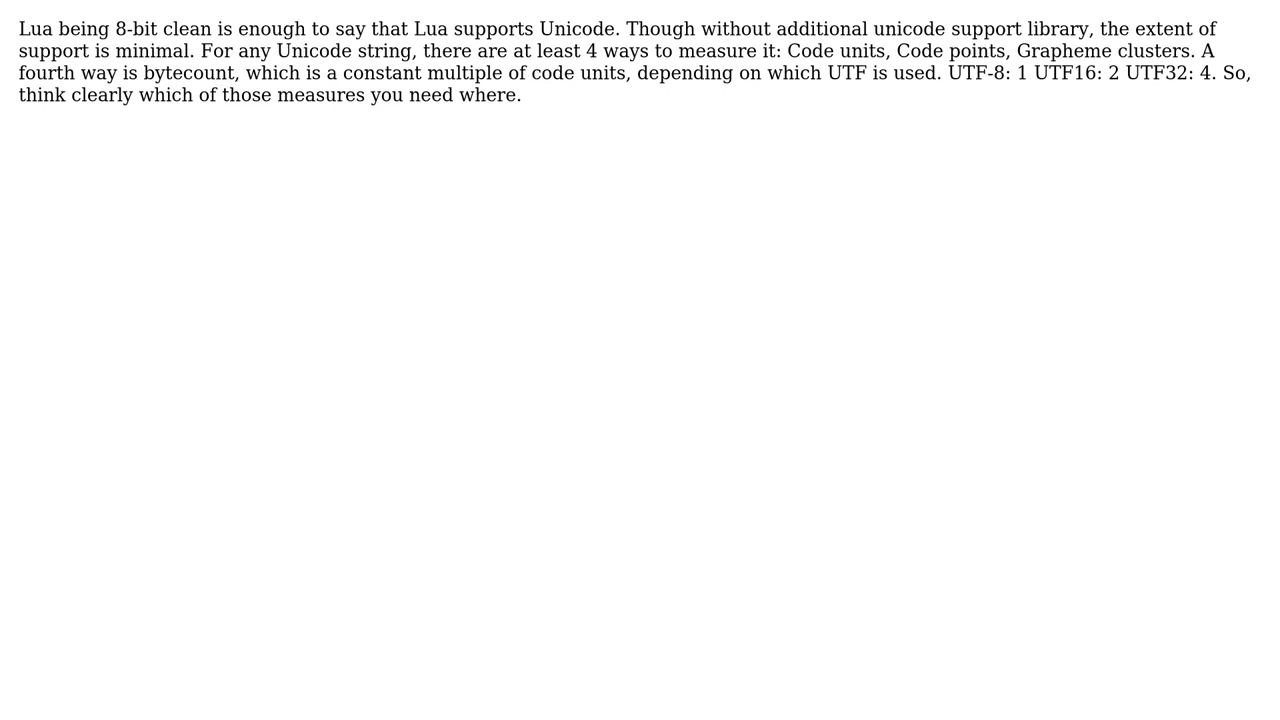 Lua being 8-bit clean is enough to say that Lua supports Unicode. Though without additional unicode support library, the extent of
support is minimal. For any Unicode string, there are at least 4 ways to measure it: Code units, Code points, Grapheme clusters. A
fourth way is bytecount, which is a constant multiple of code units, depending on which UTF is used. UTF-8: 1 UTF16: 2 UTF32: 4. So,
think clearly which of those measures you need where.